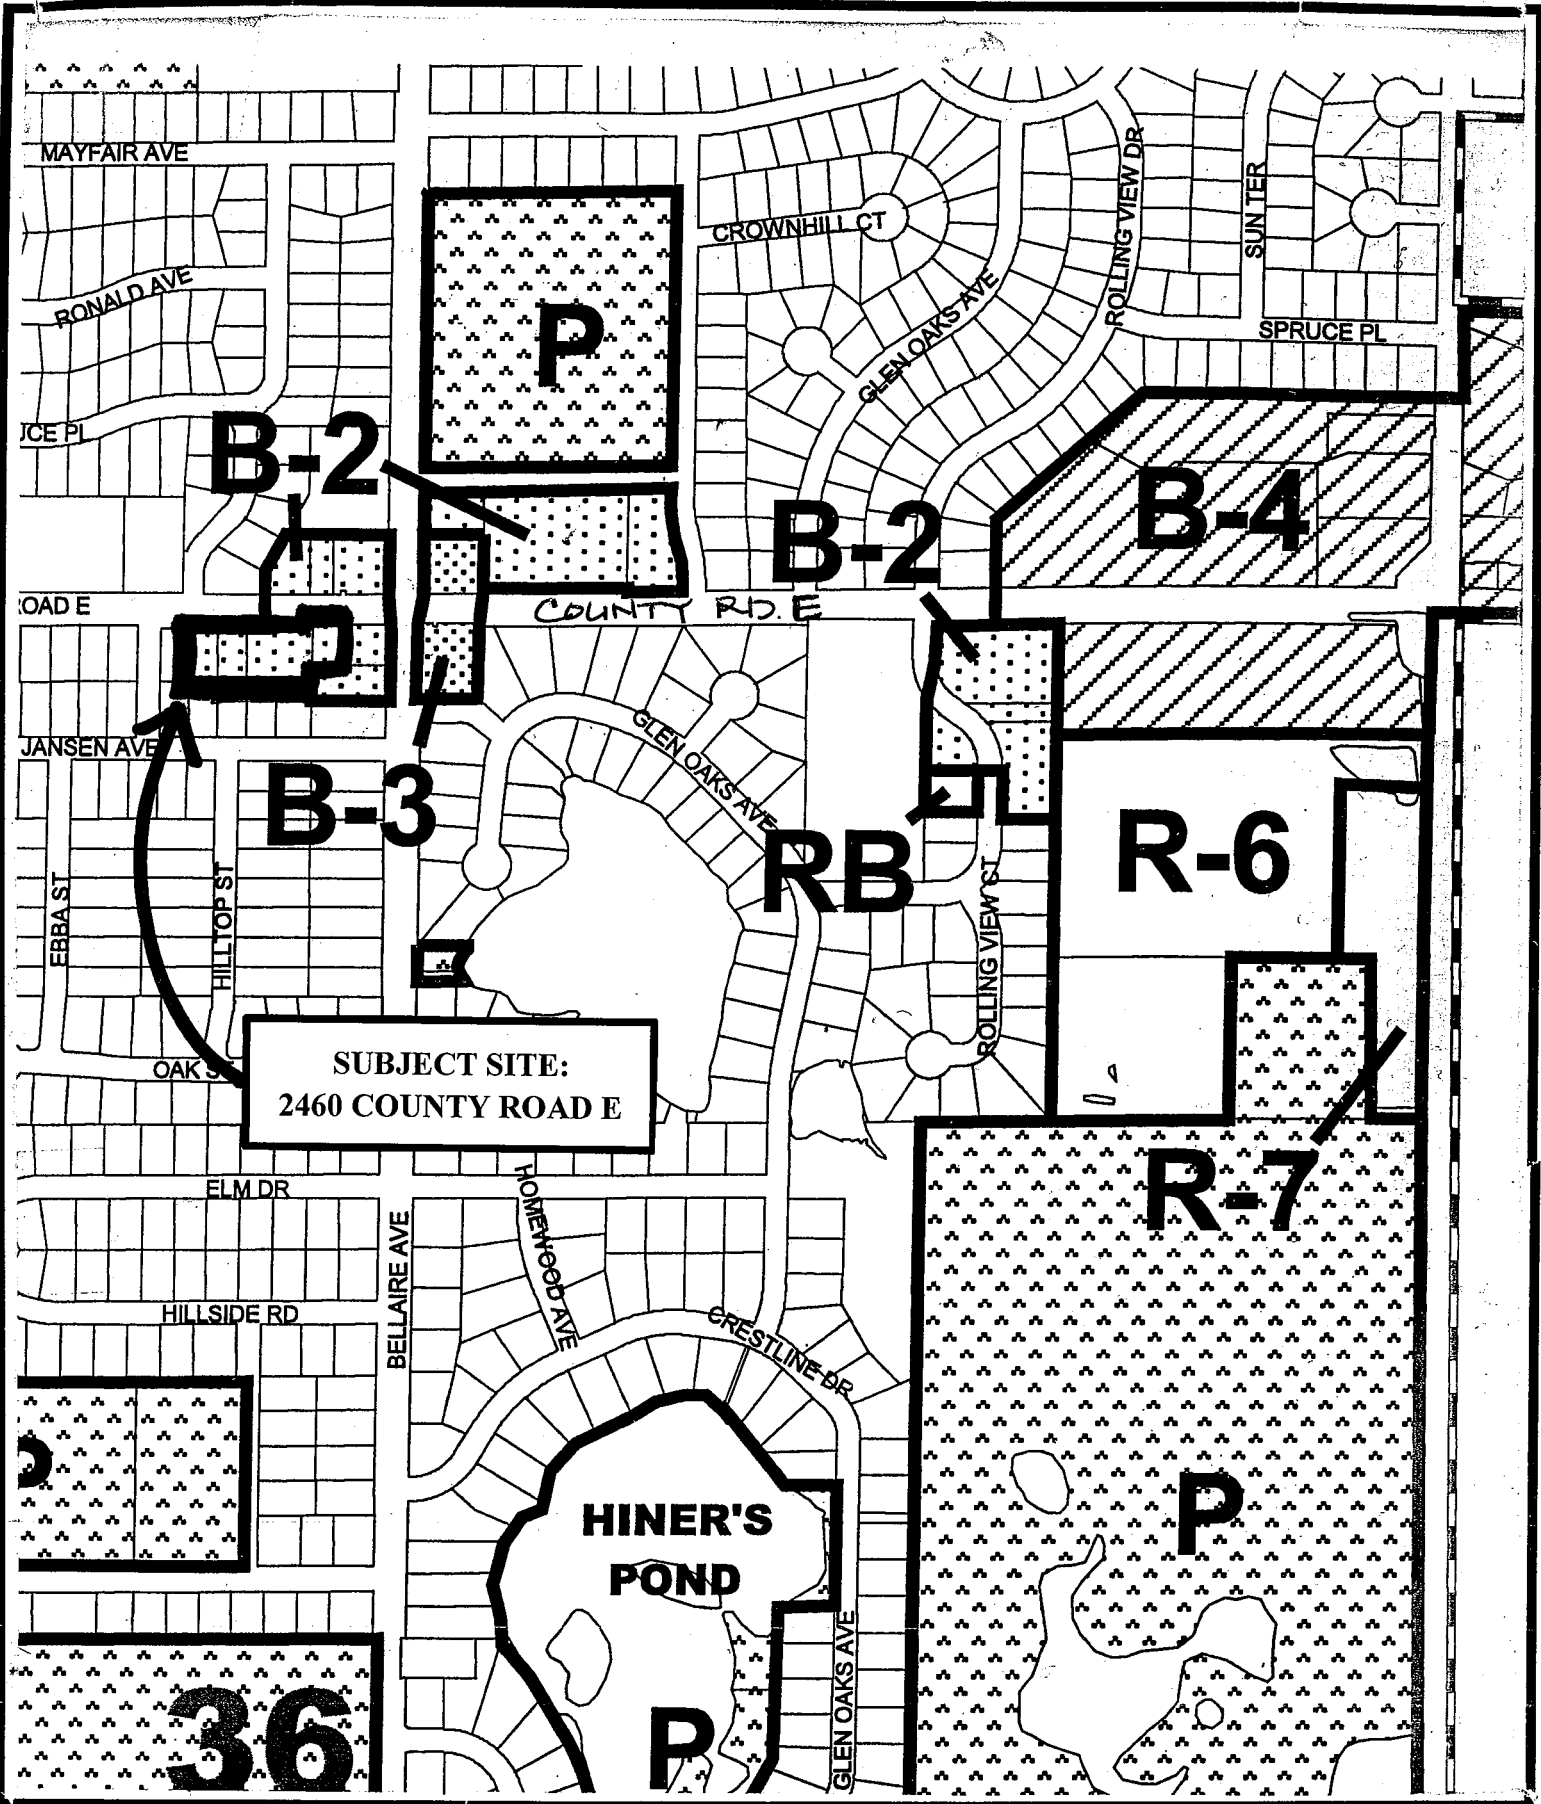 MAYFAIR AVE
CROWNHILL CT
ROLLING VIEW DR
SUN TER
RONALD AVE
GLEN OAKS AVE
SPRUCE PL
P
UCE PL
B-2
B-2
B-4
OAD E
COUNTY RD. E
JANSEN AVE
GLEN OAKS AVE
B-3
RB
R-6
EBBA ST
HILLTOP ST
ROLLING VIEW CT
OAK ST
SUBJECT SITE:
2460 COUNTY ROAD E
R-7
ELM DR
HOMEWOOD AVE
BELLAIRE AVE
HILLSIDE RD
CRESTLINE DR
P
HINER'S
POND
P
GLEN OAKS AVE
P
36